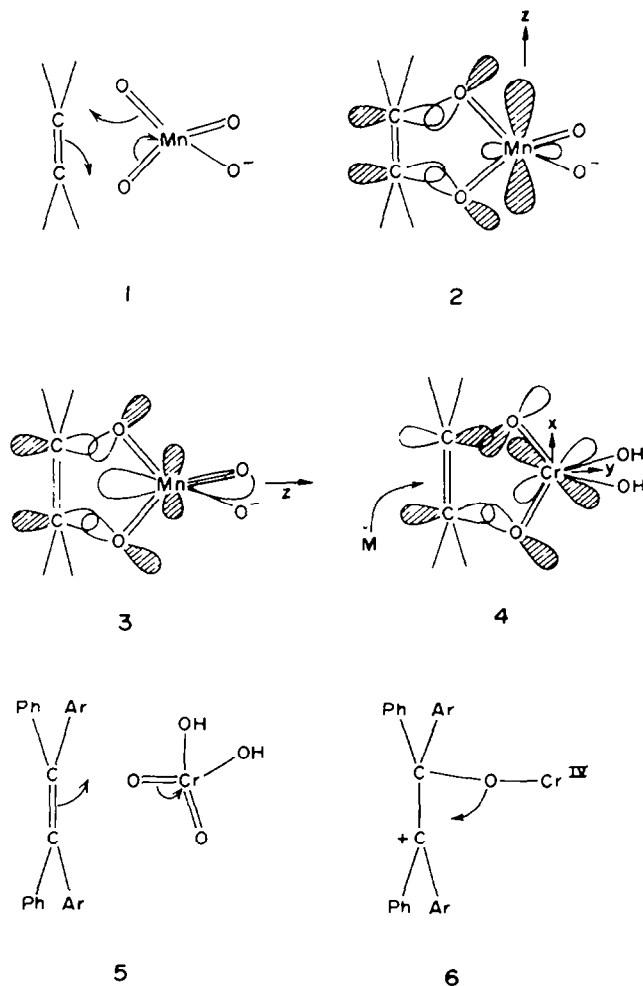 O
C Mn O
C O O⁻
1
z
C O
Mn O
C O O⁻
2
C O
Mn O
z
C O O⁻
3
C O x
Cr y OH
OH
M C O
4
Ph Ar
OH
C OH
O Cr
C O
Ph Ar
5
Ph Ar
C O Cr IV
+ C
Ph Ar
6